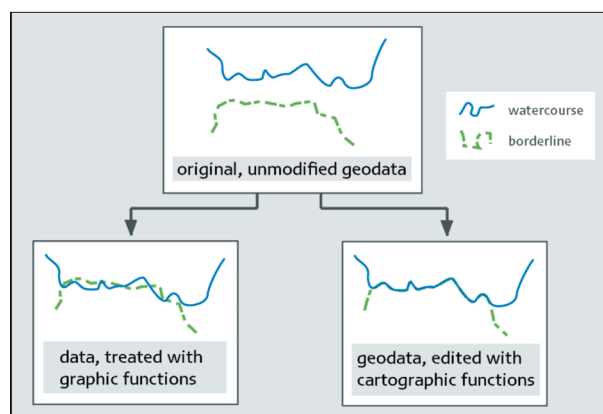 watercourse
borderline
original, unmodified geodata
data, treated with
graphic functions
geodata, edited with
cartographic functions